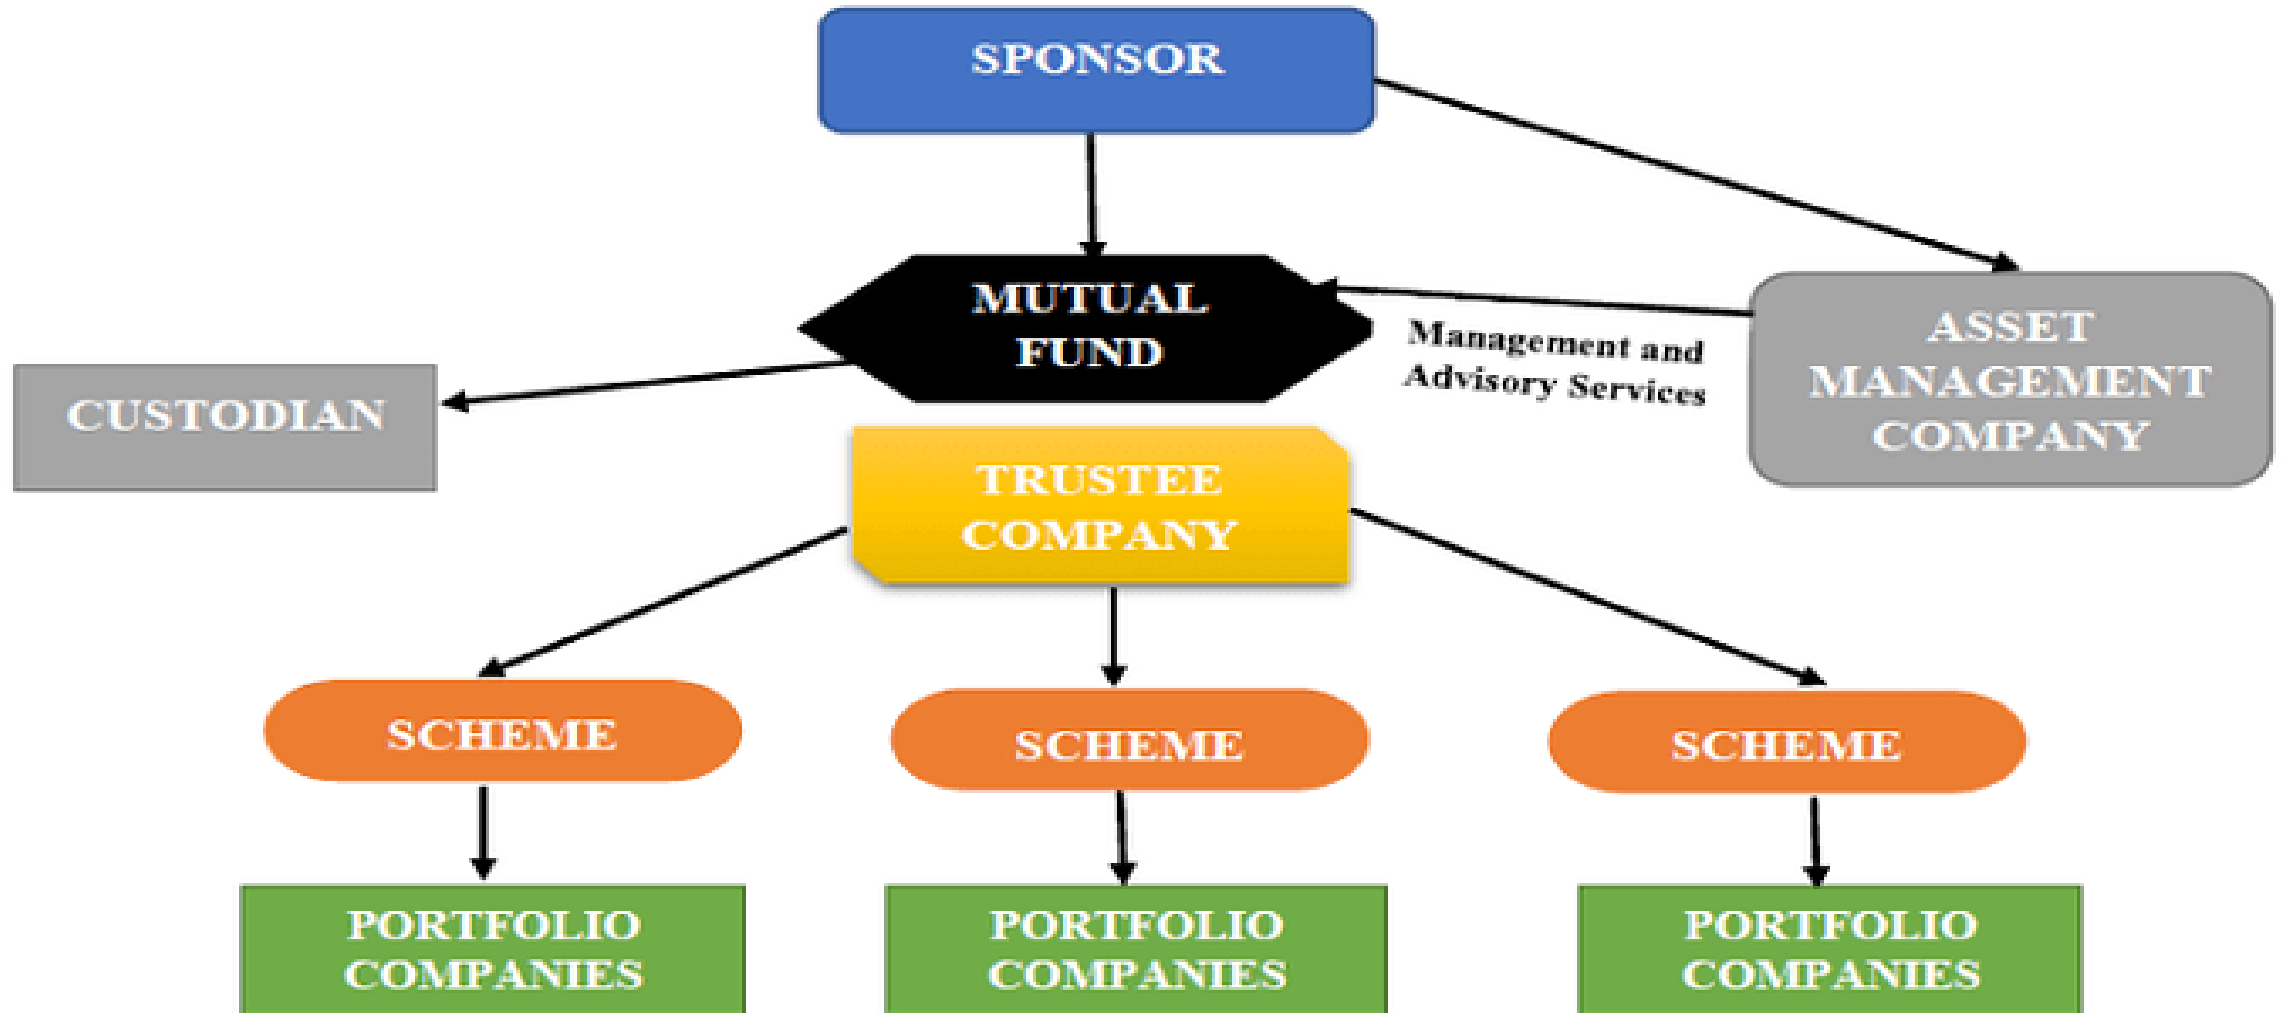 SPONSOR
MUTUAL
FUND
Management and
Advisory Services
ASSET
MANAGEMENT
COMPANY
CUSTODIAN
TRUSTEE
COMPANY
SCHEME
SCHEME
SCHEME
PORTFOLIO
COMPANIES
PORTFOLIO
COMPANIES
PORTFOLIO
COMPANIES